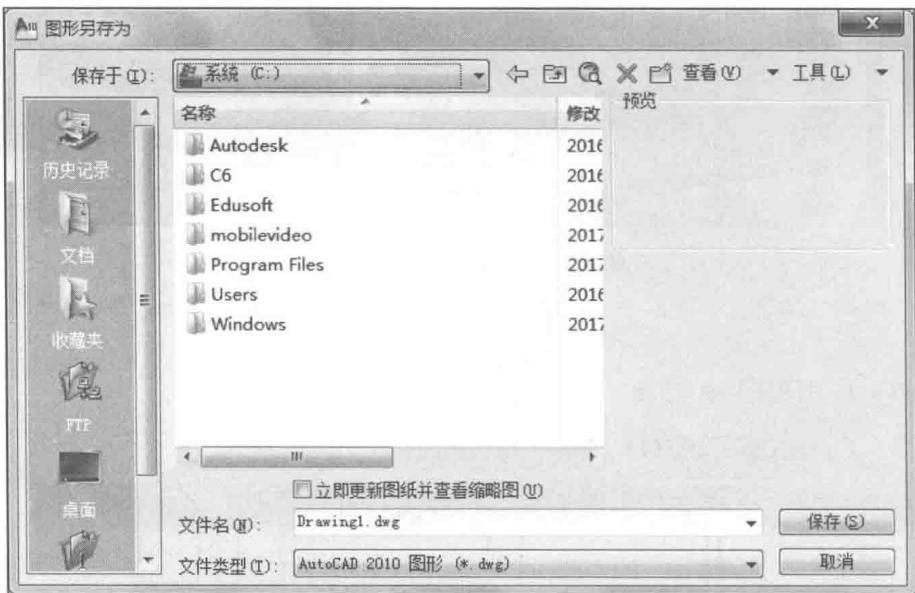 图形另存为
保存于(I):
系统 (C:)
查看(V)
工具(L)
名称
修改
预览
Autodesk
2016
C6
2016
Edusoft
2016
mobilevideo
2017
Program Files
2017
Users
2016
Windows
2017
历史记录
文档
收藏夹
FTP
桌面
立即更新图纸并查看缩略图(U)
文件名(N):
Drawing1.dwg
保存(S)
文件类型(T):
AutoCAD 2010 图形 (*.dwg)
取消